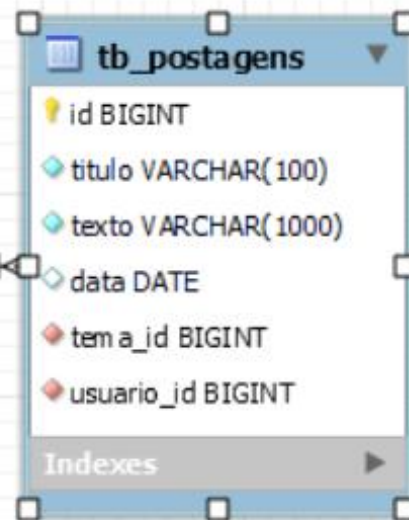 tb_postagens
id BIGINT
titulo VARCHAR(100)
texto VARCHAR(1000)
data DATE
tema_id BIGINT
usuario_id BIGINT
Indexes